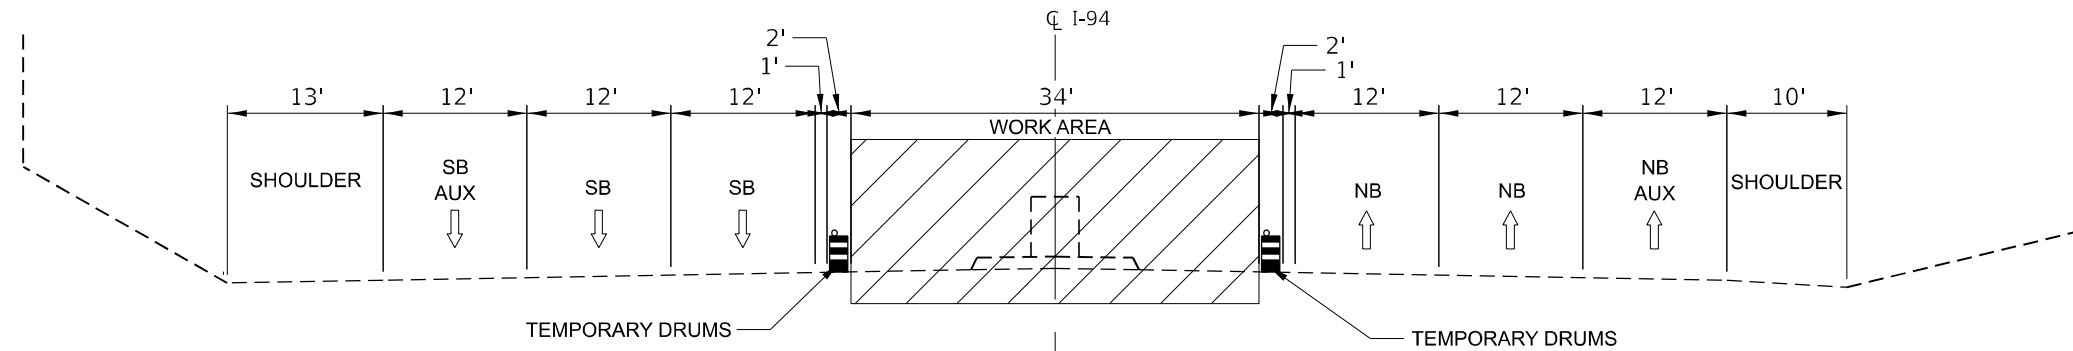 ℄ I-94
2'
2'
1'
1'
13'
12'
12'
12'
34'
12'
12'
12'
10'
WORK AREA
SHOULDER
SB
AUX
SB
SB
NB
NB
NB
AUX
SHOULDER
TEMPORARY DRUMS
TEMPORARY DRUMS